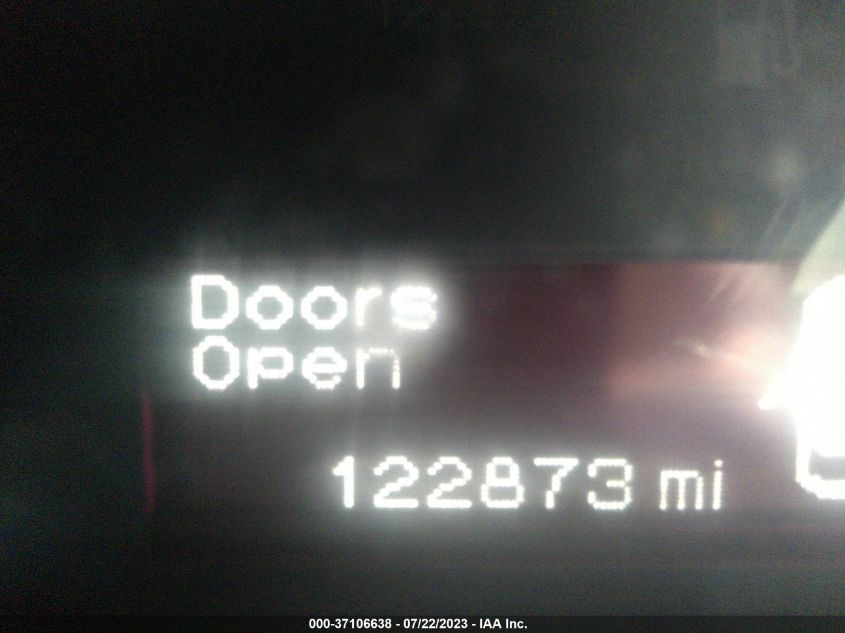 Doors
Open
122873 mi
000-37106638 - 07/22/2023 - IAA Inc.